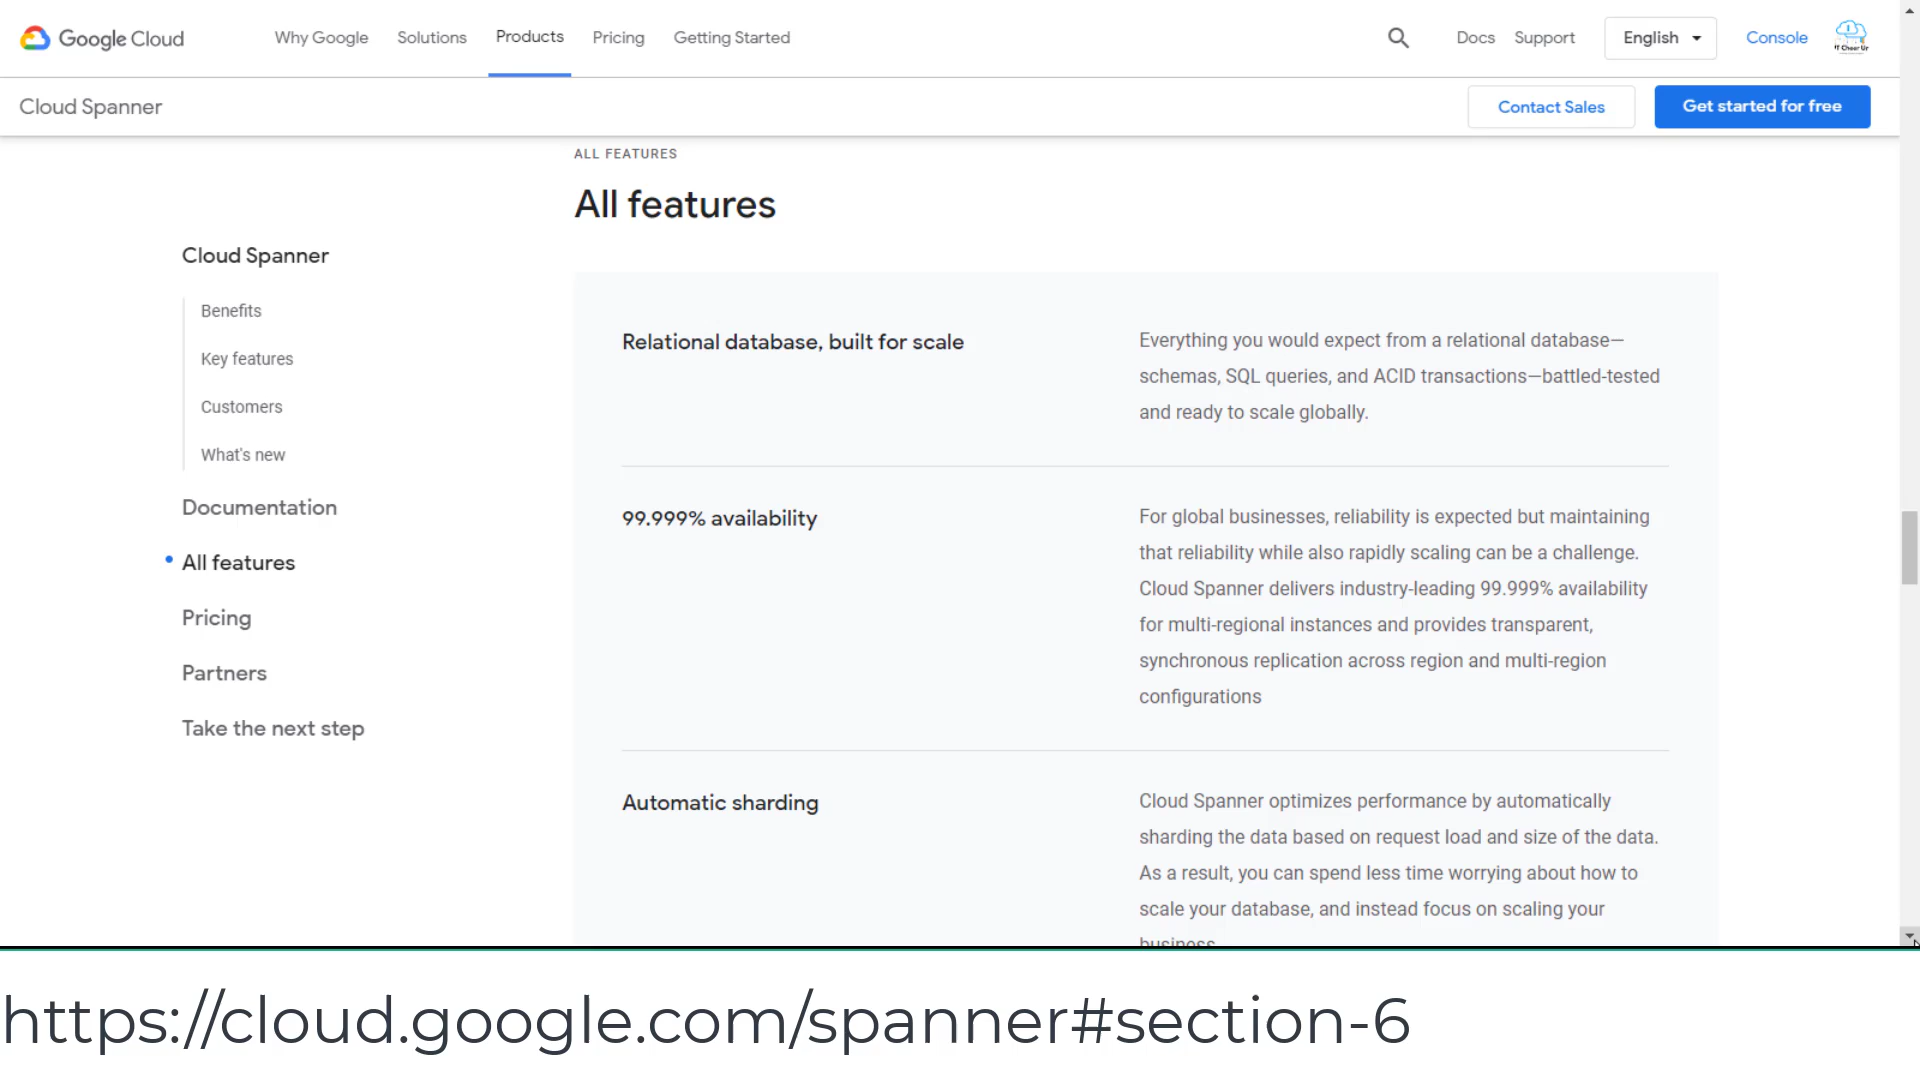 Google Cloud
Why Google Solutions Products Pricing Getting Started
Docs Support English Console
IT Cheer Up
Cloud Spanner
Contact Sales Get started for free
ALL FEATURES
All features
Cloud Spanner
Benefits
Key features
Customers
What's new
Documentation
All features
Pricing
Partners
Take the next step
Relational database, built for scale
Everything you would expect from a relational database—
schemas, SQL queries, and ACID transactions—battled-tested
and ready to scale globally.
99.999% availability
For global businesses, reliability is expected but maintaining
that reliability while also rapidly scaling can be a challenge.
Cloud Spanner delivers industry-leading 99.999% availability
for multi-regional instances and provides transparent,
synchronous replication across region and multi-region
configurations
Automatic sharding
Cloud Spanner optimizes performance by automatically
sharding the data based on request load and size of the data.
As a result, you can spend less time worrying about how to
scale your database, and instead focus on scaling your
business.
https://cloud.google.com/spanner#section-6